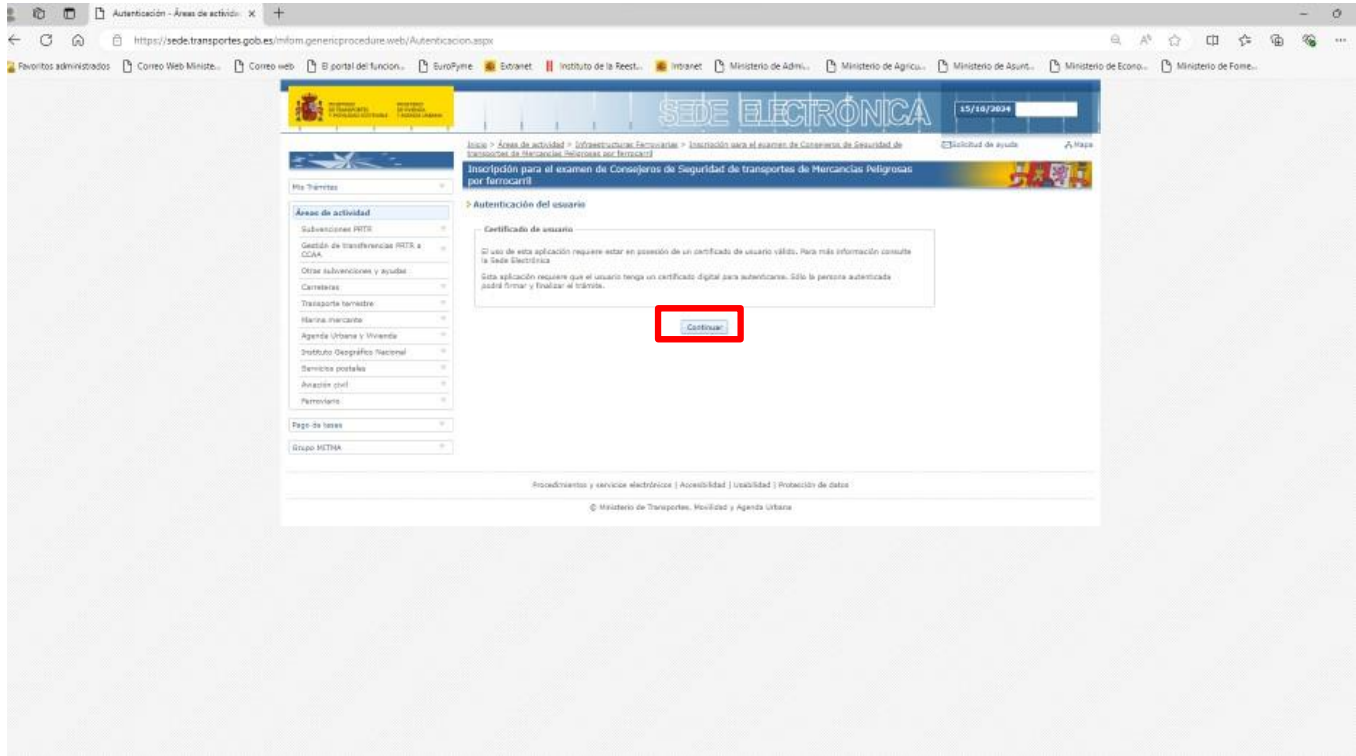 Autenticación - Áreas de activida
https://sede.transportes.gob.es/mfom.genericprocedure.web/Autenticacion.aspx
Favoritos administrados
Correo Web Ministe...
Correo web
El portal del funcion...
EuroPyme
Extranet
Instituto de la Reest...
Intranet
Ministerio de Admi...
Ministerio de Agricu...
Ministerio de Asunt...
Ministerio de Econo...
Ministerio de Fome...
SEDE ELECTRÓNICA
15/10/2024
Inicio > Áreas de actividad > Infraestructuras Ferroviarias > Inscripción para el examen de Consejeros de Seguridad de
transportes de Mercancías Peligrosas por ferrocarril
Solicitud de ayuda
Mapa
Inscripción para el examen de Consejeros de Seguridad de transportes de Mercancías Peligrosas
por ferrocarril
Mis Trámites
Áreas de actividad
Subvenciones PRTR
Gestión de transferencias PRTR a
CCAA
Otras subvenciones y ayudas
Carreteras
Transporte terrestre
Marina mercante
Agenda Urbana y Vivienda
Instituto Geográfico Nacional
Servicios postales
Aviación civil
Ferroviario
Pago de tasas
Grupo MITMA
Autenticación del usuario
Certificado de usuario
El uso de esta aplicación requiere estar en posesión de un certificado de usuario válido. Para más información consulte
la Sede Electrónica
Esta aplicación requiere que el usuario tenga un certificado digital para autenticarse. Sólo la persona autenticada
podrá firmar y finalizar el trámite.
Continuar
Procedimientos y servicios electrónicos | Accesibilidad | Usabilidad | Protección de datos
© Ministerio de Transportes, Movilidad y Agenda Urbana